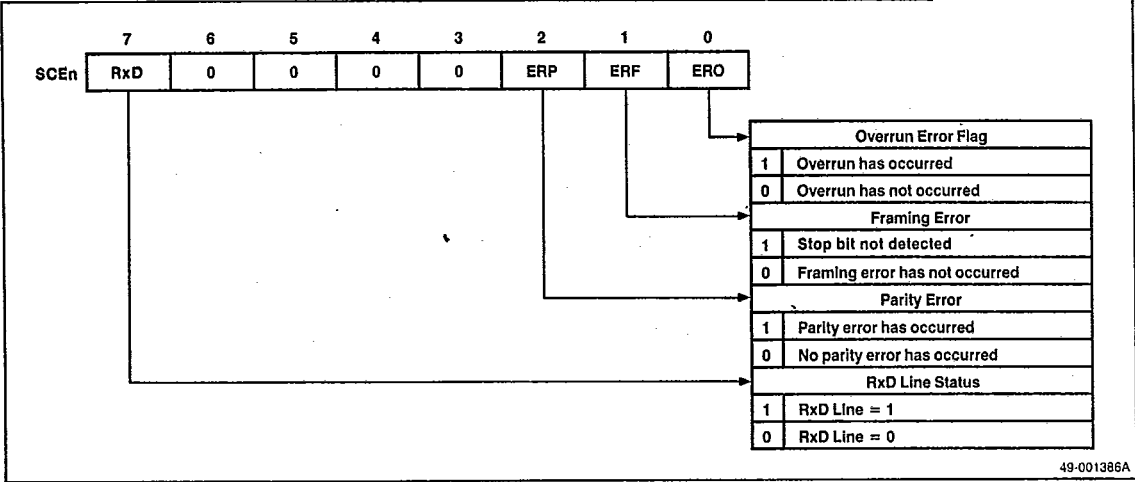 7 6 5 4 3 2 1 0
SCEn RxD 0 0 0 0 ERP ERF ERO
Overrun Error Flag
1 Overrun has occurred
0 Overrun has not occurred
Framing Error
1 Stop bit not detected
0 Framing error has not occurred
Parity Error
1 Parity error has occurred
0 No parity error has occurred
RxD Line Status
1 RxD Line = 1
0 RxD Line = 0
49-001386A